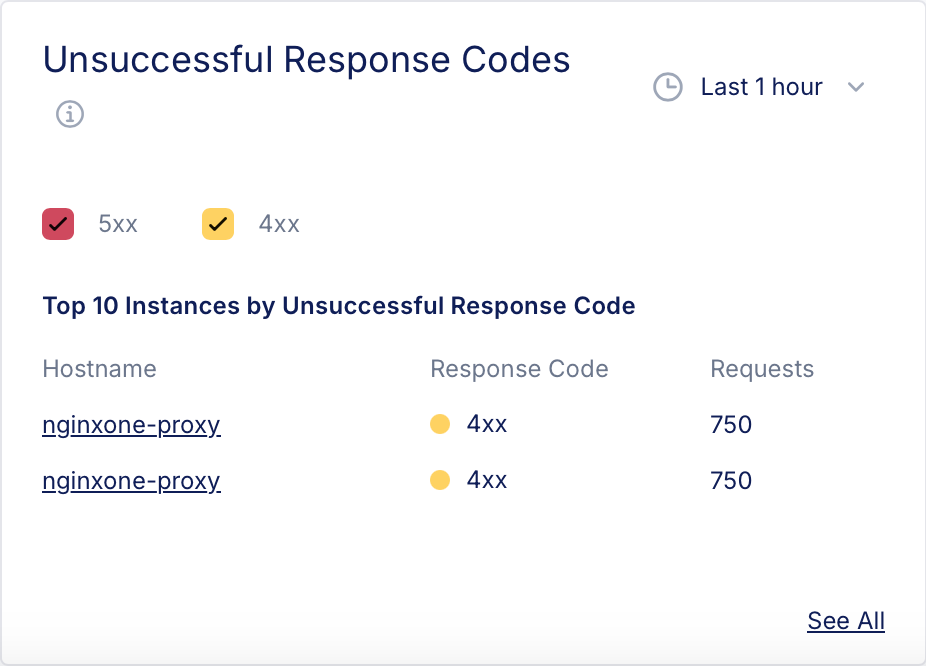 Unsuccessful Response Codes
Last 1 hour
5xx 4xx
Top 10 Instances by Unsuccessful Response Code
Hostname Response Code Requests
nginxone-proxy 4xx 750
nginxone-proxy 4xx 750
See All